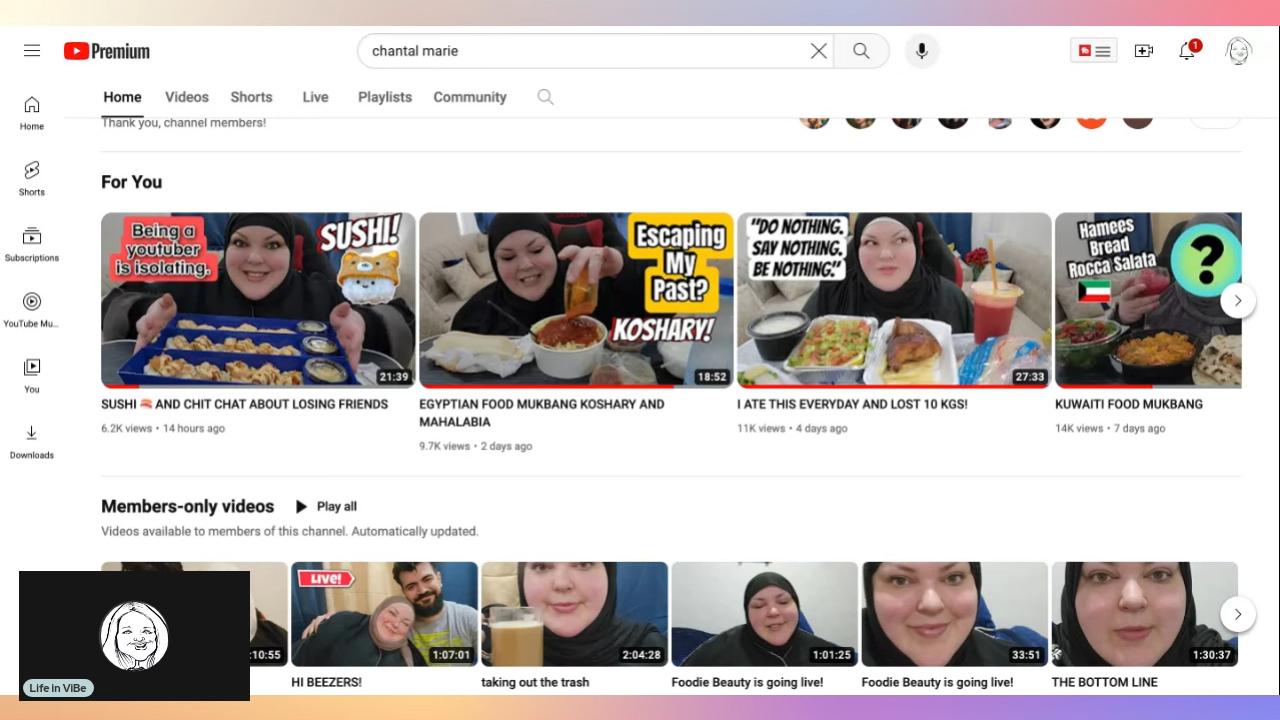 Premium
chantal marie
1
Home Videos Shorts Live Playlists Community
Home
Shorts
Subscriptions
YouTube Mu...
You
Downloads
Thank you, channel members!
For You
Being a
youtuber
is isolating.
SUSHI!
21:39
SUSHI 🍣 AND CHIT CHAT ABOUT LOSING FRIENDS
6.2K views • 14 hours ago
Escaping
My
Past?
KOSHARY!
18:52
EGYPTIAN FOOD MUKBANG KOSHARY AND
MAHALABIA
9.7K views • 2 days ago
"DO NOTHING.
SAY NOTHING.
BE NOTHING."
27:33
I ATE THIS EVERYDAY AND LOST 10 KGS!
11K views • 4 days ago
Hamees
Bread
Rocca Salata
?
KUWAITI FOOD MUKBANG
14K views • 7 days ago
Members-only videos Play all
Videos available to members of this channel. Automatically updated.
:10:55
LIVE!
1:07:01
HI BEEZERS!
2:04:28
taking out the trash
1:01:25
Foodie Beauty is going live!
33:51
Foodie Beauty is going live!
1:30:37
THE BOTTOM LINE
Life in ViBe